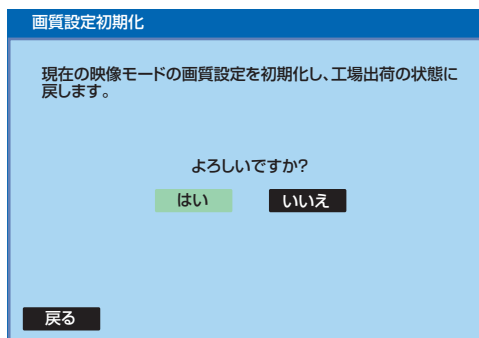 画質設定初期化
現在の映像モードの画質設定を初期化し、工場出荷の状態に
戻します。
よろしいですか?
はい いいえ
戻る